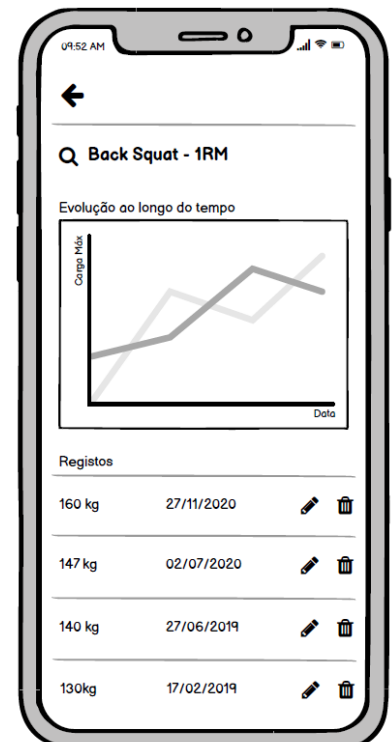 09:52 AM
Back Squat - 1RM
Evolução ao longo do tempo
Carga Máx
Data
Registos
160 kg 27/11/2020
147 kg 02/07/2020
140 kg 27/06/2019
130kg 17/02/2019